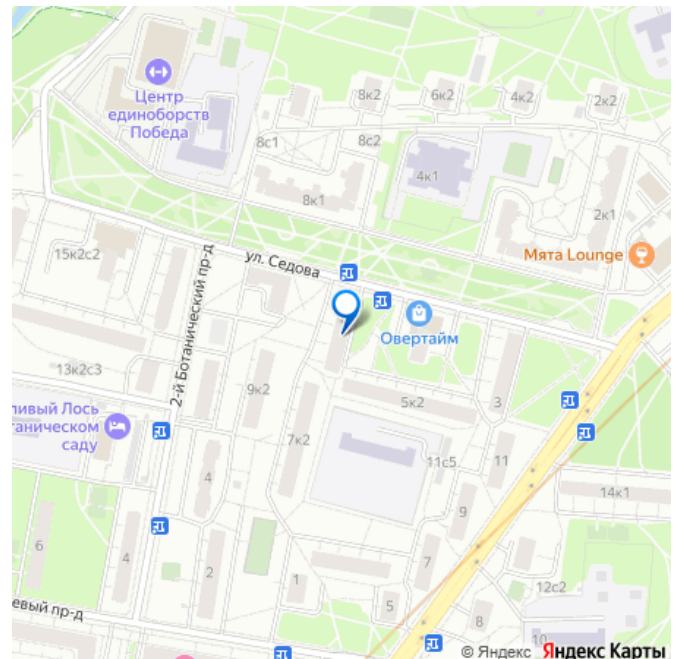 Центр
единоборств
Победа
8к2
6к2
4к2
2к2
8с1
8с2
4к1
8к1
2к1
Мята Lounge
15к2с2
2-й Ботанический пр-д
ул. Седова
Овертайм
13к2с3
9к2
5к2
3
ливый Лось
таническом
саду
7к2
11с5
11
4
14к1
9
6
4
2
1
7
5
12с2
8
10
евый пр-д
© Яндекс Яндекс Карты